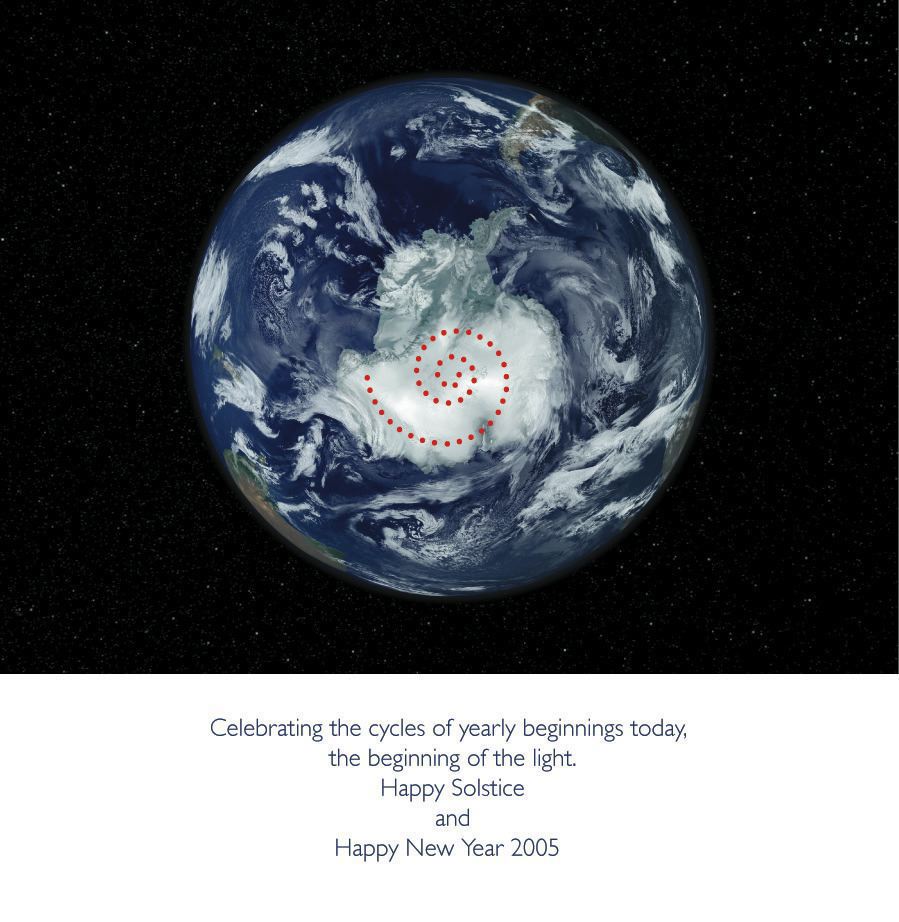 Celebrating the cycles of yearly beginnings today,
the beginning of the light.
Happy Solstice
and
Happy New Year 2005